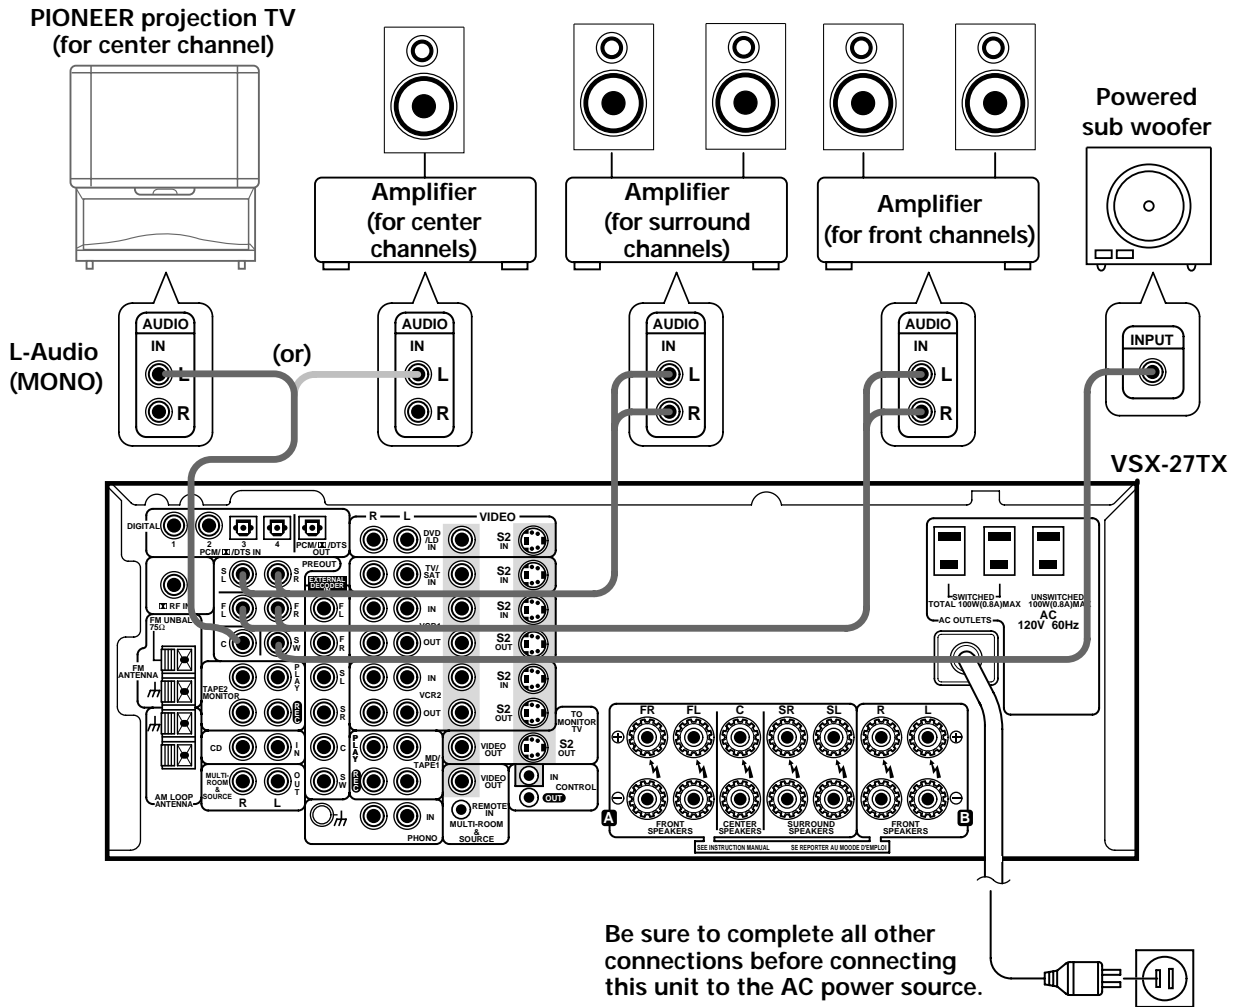 PIONEER projection TV
(for center channel)
Powered
sub woofer
Amplifier
(for center
channels)
Amplifier
(for surround
channels)
Amplifier
(for front channels)
L-Audio
(MONO)
AUDIO
IN
L
R
(or)
AUDIO
IN
L
R
AUDIO
IN
L
R
AUDIO
IN
L
R
INPUT
VSX-27TX
DIGITAL
1
2
3
4
PCM/ /DTS IN
PCM/ /DTS
OUT
RF IN
PREOUT
S L
S R
F L
F R
C
S W
EXTERNAL
DECODER
F L
F R
S L
S R
C
S W
FM UNBAL
75Ω
FM
ANTENNA
AM LOOP
ANTENNA
TAPE2
MONITOR
PLAY
REC
CD
IN
MULTI-
ROOM
&
SOURCE
OUT
R L
R L VIDEO
DVD
/LD
IN
S2
IN
TV/
SAT
IN
S2
IN
IN
S2
IN
VCR1
OUT
S2
OUT
IN
S2
IN
VCR2
OUT
S2
OUT
TO
MONITOR
TV
PLAY
REC
MD/
TAPE1
VIDEO
OUT
S2
OUT
VIDEO
OUT
IN
CONTROL
OUT
REMOTE
IN
MULTI-ROOM
&
SOURCE
IN
PHONO
SWITCHED
TOTAL 100W(0.8A)MAX
UNSWITCHED
100W(0.8A)MAX
AC OUTLETS
AC
120V 60Hz
FR FL C SR SL R L
A
FRONT
SPEAKERS
CENTER
SPEAKERS
SURROUND
SPEAKERS
FRONT
SPEAKERS
B
SEE INSTRUCTION MANUAL SE REPORTER AU MOODE D'EMPLOI
Be sure to complete all other
connections before connecting
this unit to the AC power source.